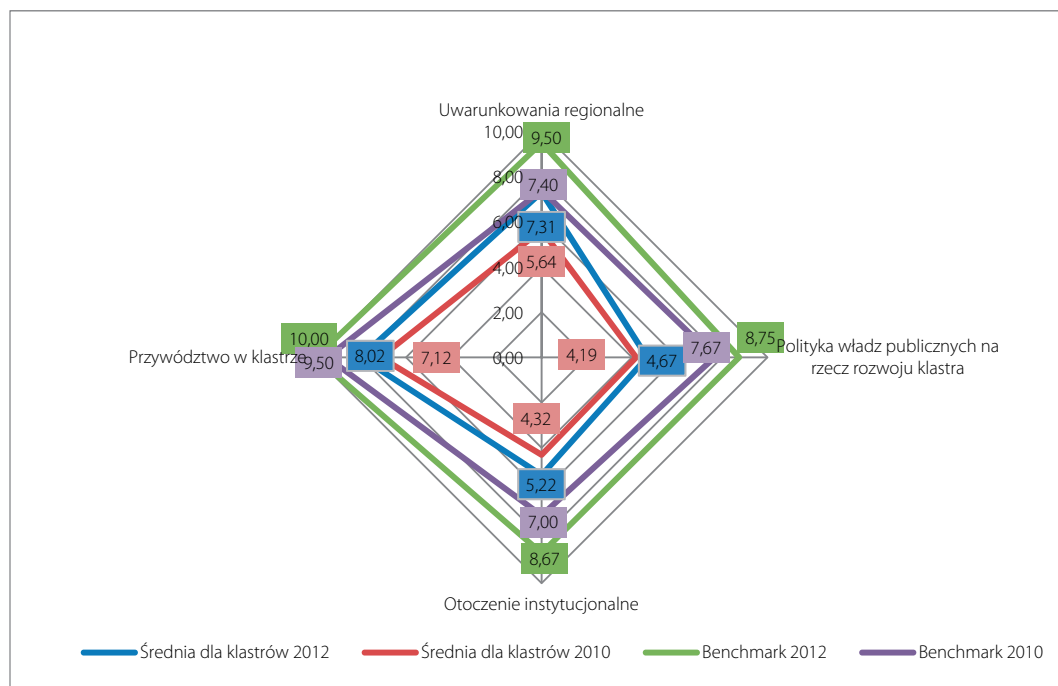 Uwarunkowania regionalne
10,00
9,50
8,00
7,40
6,00
7,31
4,00
5,64
2,00
0,00
10,00
Przywództwo w klastrze
9,50
8,02
7,12
4,19
4,67
7,67
8,75
Polityka władz publicznych na
rzecz rozwoju klastra
4,32
5,22
7,00
8,67
Otoczenie instytucjonalne
Średnia dla klastrów 2012
Średnia dla klastrów 2010
Benchmark 2012
Benchmark 2010